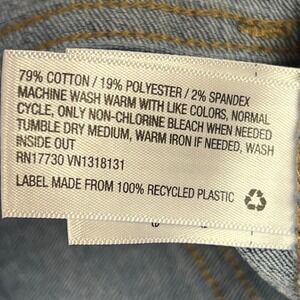 79% COTTON / 19% POLYESTER / 2% SPANDEX
MACHINE WASH WARM WITH LIKE COLORS, NORMAL
CYCLE, ONLY NON-CHLORINE BLEACH WHEN NEEDED
TUMBLE DRY MEDIUM, WARM IRON IF NEEDED, WASH
INSIDE OUT
RN17730 VN1318131
LABEL MADE FROM 100% RECYCLED PLASTIC